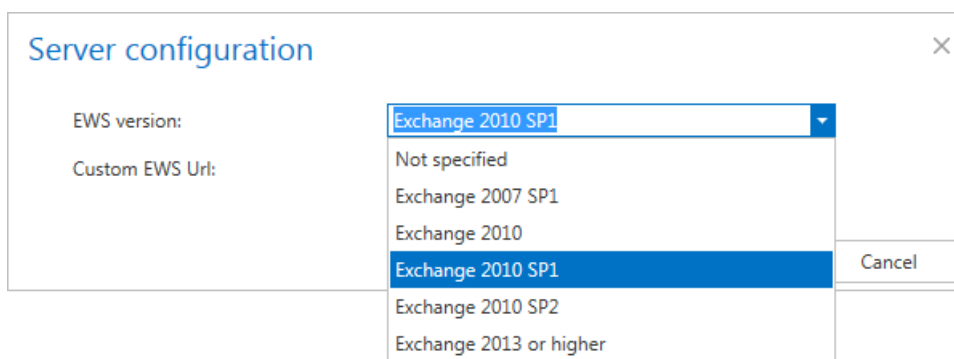 Server configuration
EWS version:
Exchange 2010 SP1
Custom EWS Url:
Not specified
Exchange 2007 SP1
Exchange 2010
Exchange 2010 SP1
Cancel
Exchange 2010 SP2
Exchange 2013 or higher